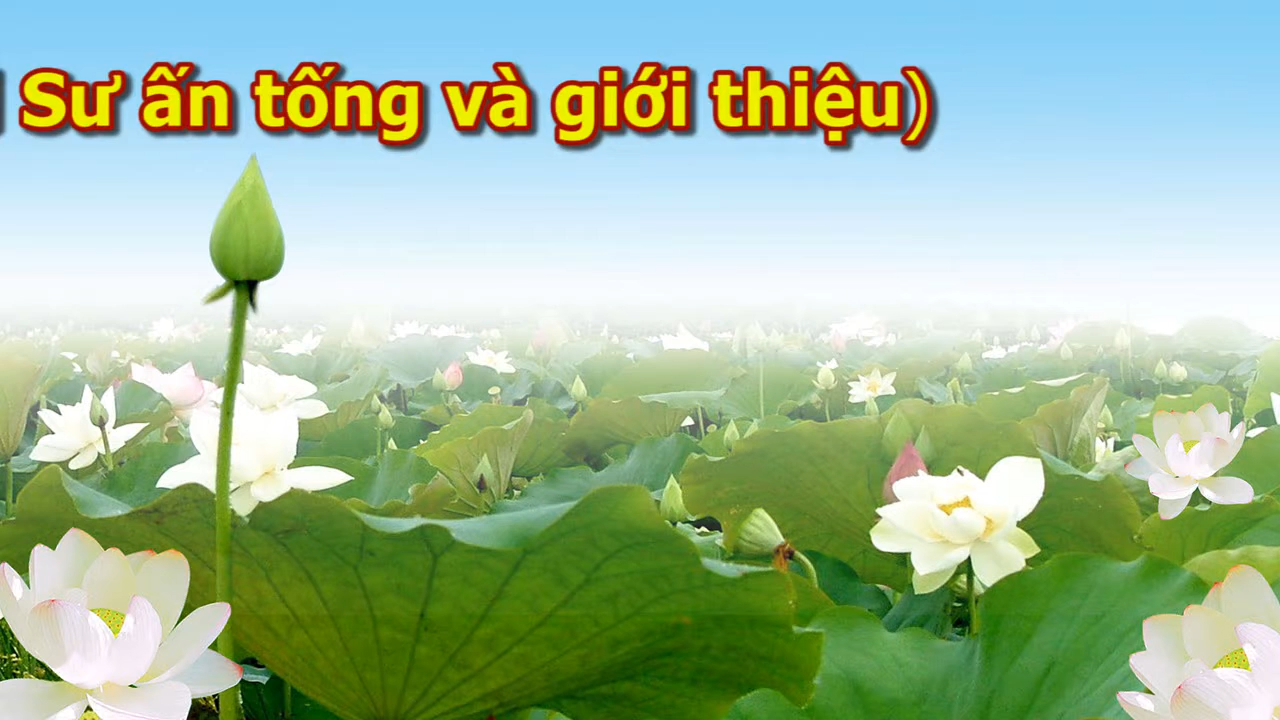 Sư ấn tống và giới thiệu)